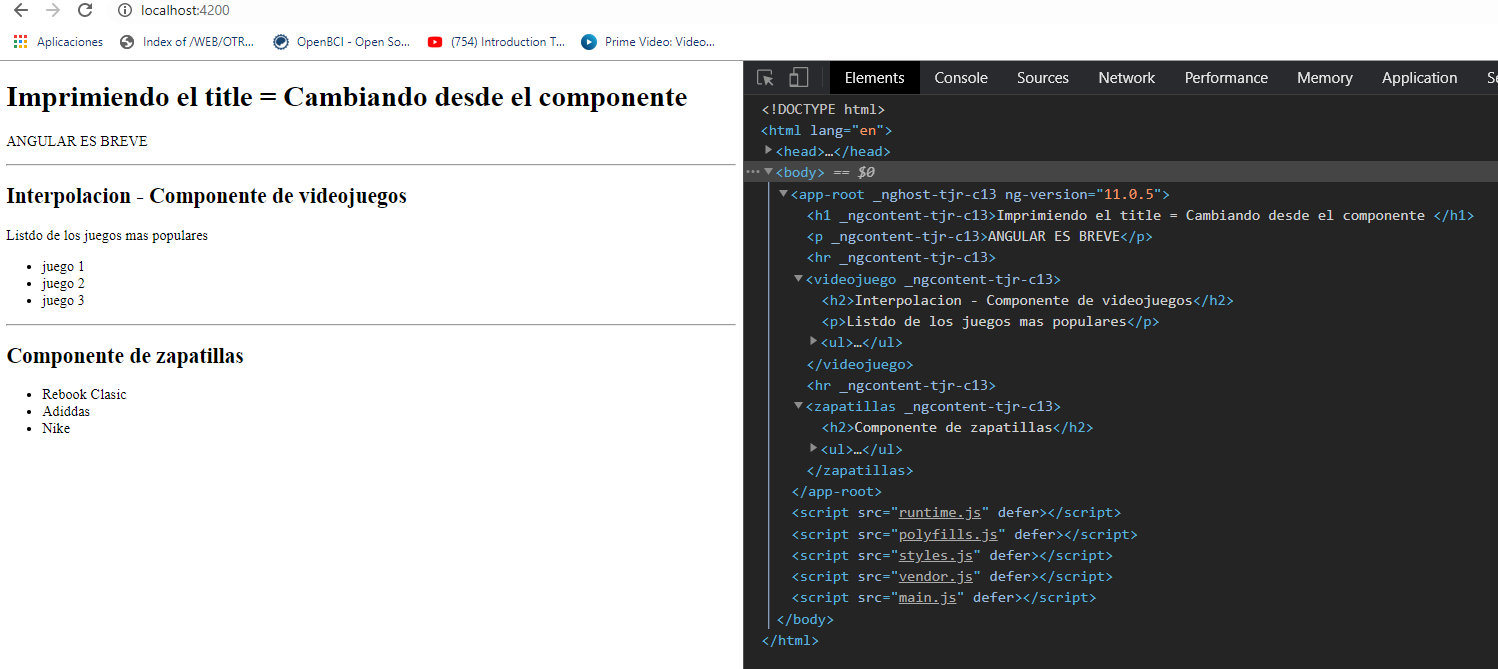 localhost:4200
Aplicaciones Index of /WEB/OTR... OpenBCI - Open So... (754) Introduction T... Prime Video: Video...
Imprimiendo el title = Cambiando desde el componente
ANGULAR ES BREVE
Interpolacion - Componente de videojuegos
Listdo de los juegos mas populares
• juego 1
• juego 2
• juego 3
Componente de zapatillas
• Rebook Clasic
• Adiddas
• Nike
Elements Console Sources Network Performance Memory Application Se
<!DOCTYPE html>
<html lang="en">
<head>…</head>
<body> == $0
<app-root _nghost-tjr-c13 ng-version="11.0.5">
<h1 _ngcontent-tjr-c13>Imprimiendo el title = Cambiando desde el componente </h1>
<p _ngcontent-tjr-c13>ANGULAR ES BREVE</p>
<hr _ngcontent-tjr-c13>
<videojuego _ngcontent-tjr-c13>
<h2>Interpolacion - Componente de videojuegos</h2>
<p>Listdo de los juegos mas populares</p>
<ul>…</ul>
</videojuego>
<hr _ngcontent-tjr-c13>
<zapatillas _ngcontent-tjr-c13>
<h2>Componente de zapatillas</h2>
<ul>…</ul>
</zapatillas>
</app-root>
<script src="runtime.js" defer></script>
<script src="polyfills.js" defer></script>
<script src="styles.js" defer></script>
<script src="vendor.js" defer></script>
<script src="main.js" defer></script>
</body>
</html>